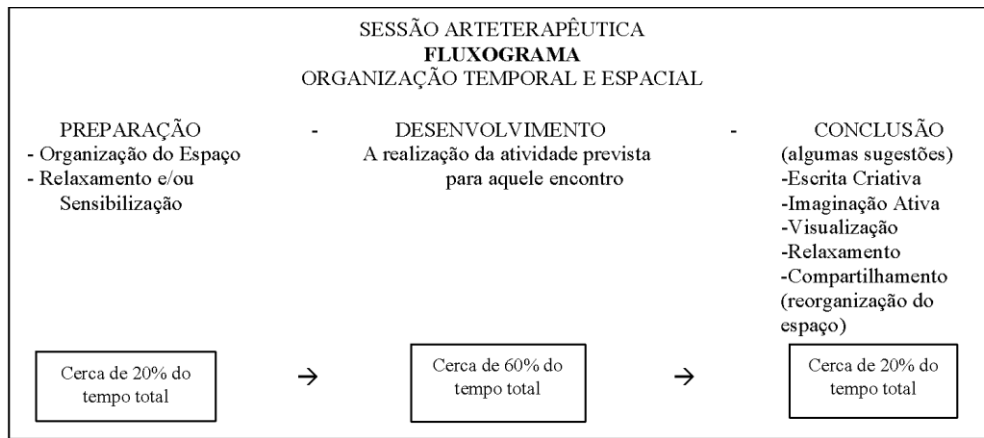 SESSÃO ARTETERAPÊUTICA
FLUXOGRAMA
ORGANIZAÇÃO TEMPORAL E ESPACIAL
PREPARAÇÃO - DESENVOLVIMENTO - CONCLUSÃO
- Organização do Espaço
- Relaxamento e/ou
Sensibilização
A realização da atividade prevista
para aquele encontro
(algumas sugestões)
-Escrita Criativa
-Imaginação Ativa
-Visualização
-Relaxamento
-Compartilhamento
(reorganização do
espaço)
Cerca de 20% do
tempo total
→
Cerca de 60% do
tempo total
→
Cerca de 20% do
tempo total